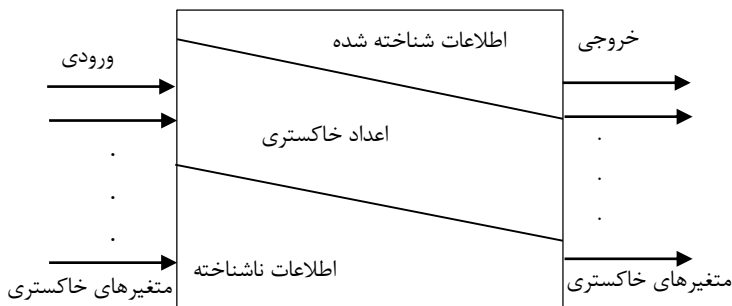 اطلاعات شناخته شده
خروجی
ورودی
اعداد خاکستری
اطلاعات ناشناخته
متغیرهای خاکستری
متغیرهای خاکستری